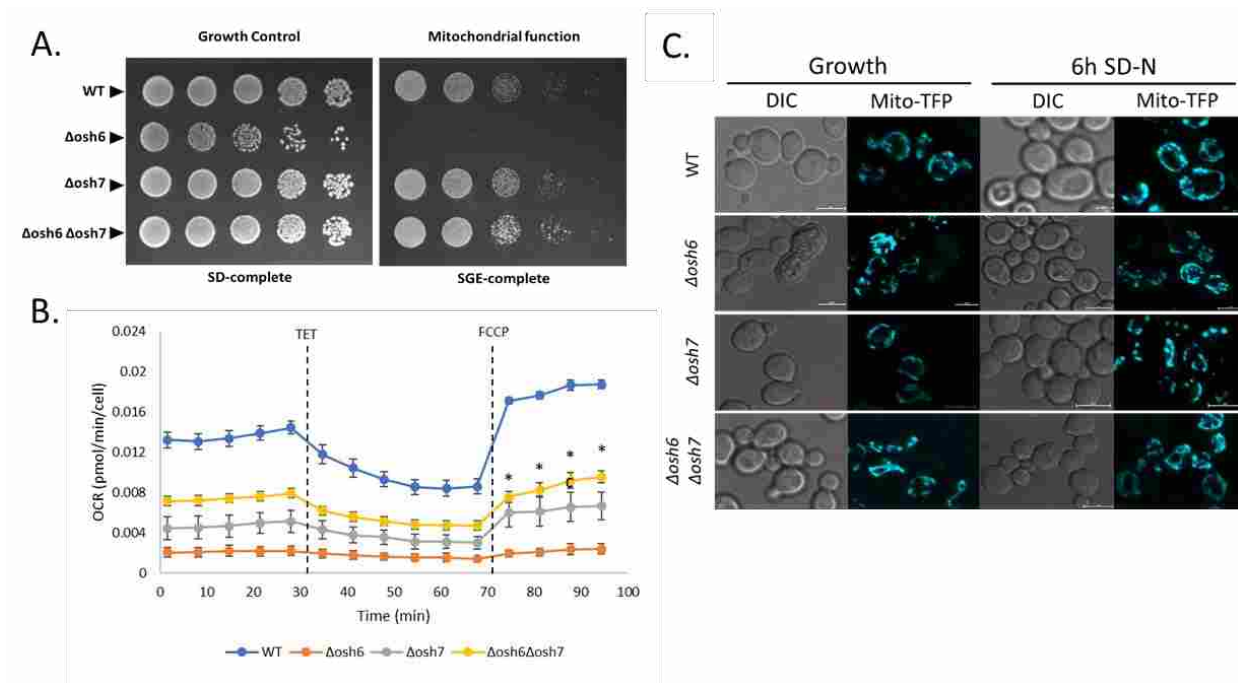 A.
Growth Control
Mitochondrial function
WT
Δosh6
Δosh7
Δosh6 Δosh7
SD-complete
SGE-complete
B.
TET
FCCP
0.024
0.02
0.016
0.012
0.008
0.004
0
OCR (pmol/min/cell)
* * * *
0 10 20 30 40 50 60 70 80 90 100
Time (min)
WT Δosh6 Δosh7 Δosh6Δosh7
C.
Growth
6h SD-N
DIC
Mito-TFP
DIC
Mito-TFP
WT
Δosh6
Δosh7
Δosh6
Δosh7